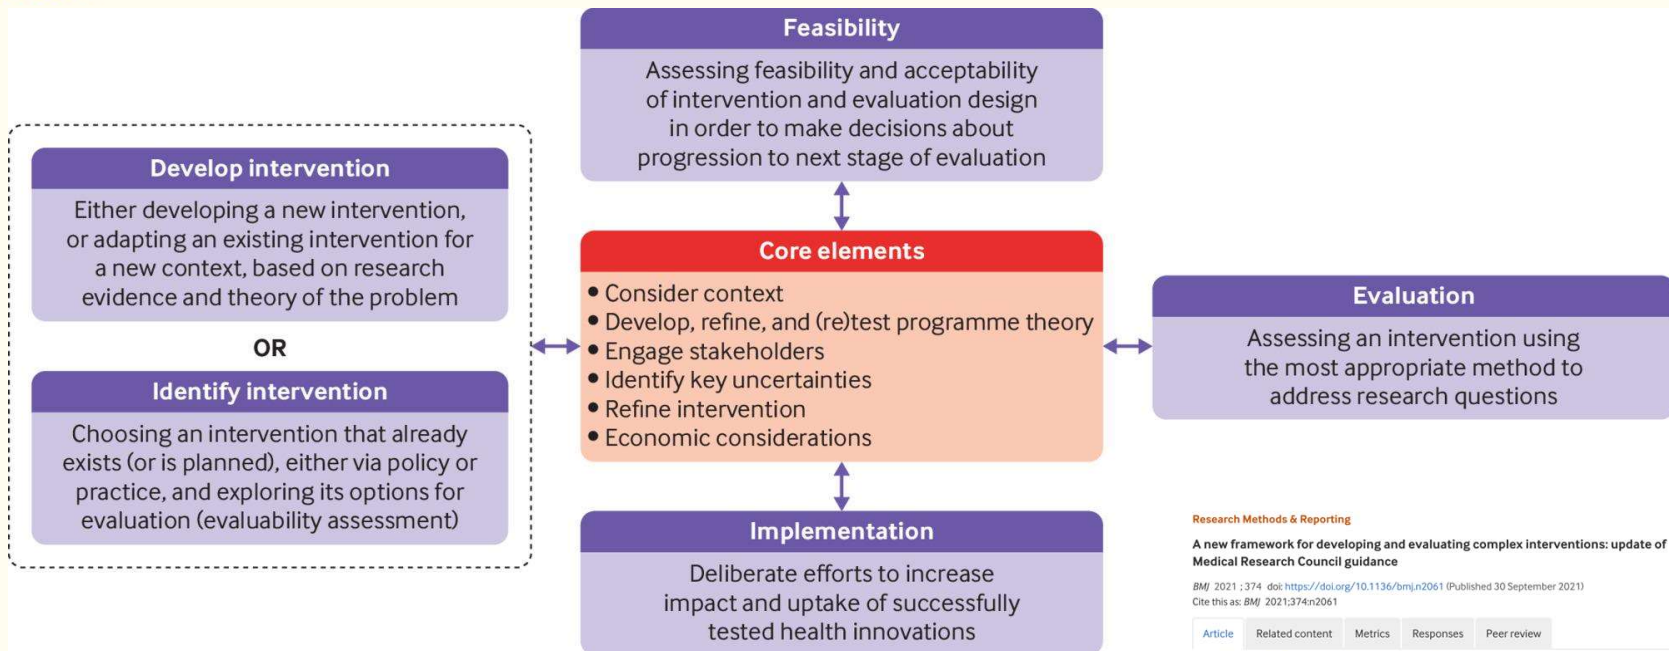 Feasibility
Assessing feasibility and acceptability
of intervention and evaluation design
in order to make decisions about
progression to next stage of evaluation
Develop intervention
Either developing a new intervention,
or adapting an existing intervention for
a new context, based on research
evidence and theory of the problem
OR
Identify intervention
Choosing an intervention that already
exists (or is planned), either via policy or
practice, and exploring its options for
evaluation (evaluability assessment)
Core elements
• Consider context
• Develop, refine, and (re)test programme theory
• Engage stakeholders
• Identify key uncertainties
• Refine intervention
• Economic considerations
Evaluation
Assessing an intervention using
the most appropriate method to
address research questions
Implementation
Deliberate efforts to increase
impact and uptake of successfully
tested health innovations
Research Methods & Reporting
A new framework for developing and evaluating complex interventions: update of
Medical Research Council guidance
BMJ 2021 ; 374 doi: https://doi.org/10.1136/bmj.n2061 (Published 30 September 2021)
Cite this as: BMJ 2021;374:n2061
Article Related content Metrics Responses Peer review